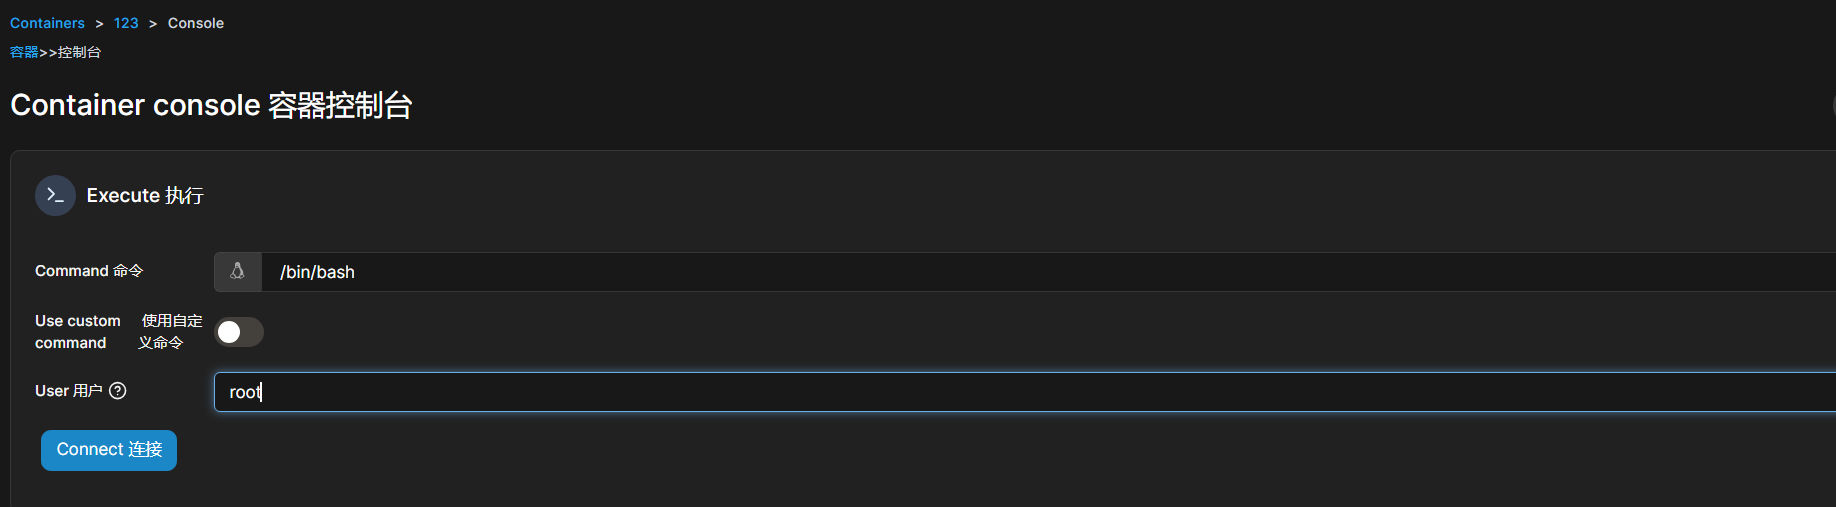 Containers > 123 > Console
容器>>控制台
Container console 容器控制台
Execute 执行
Command 命令
/bin/bash
Use custom command
使用自定义命令
User 用户
root
Connect 连接